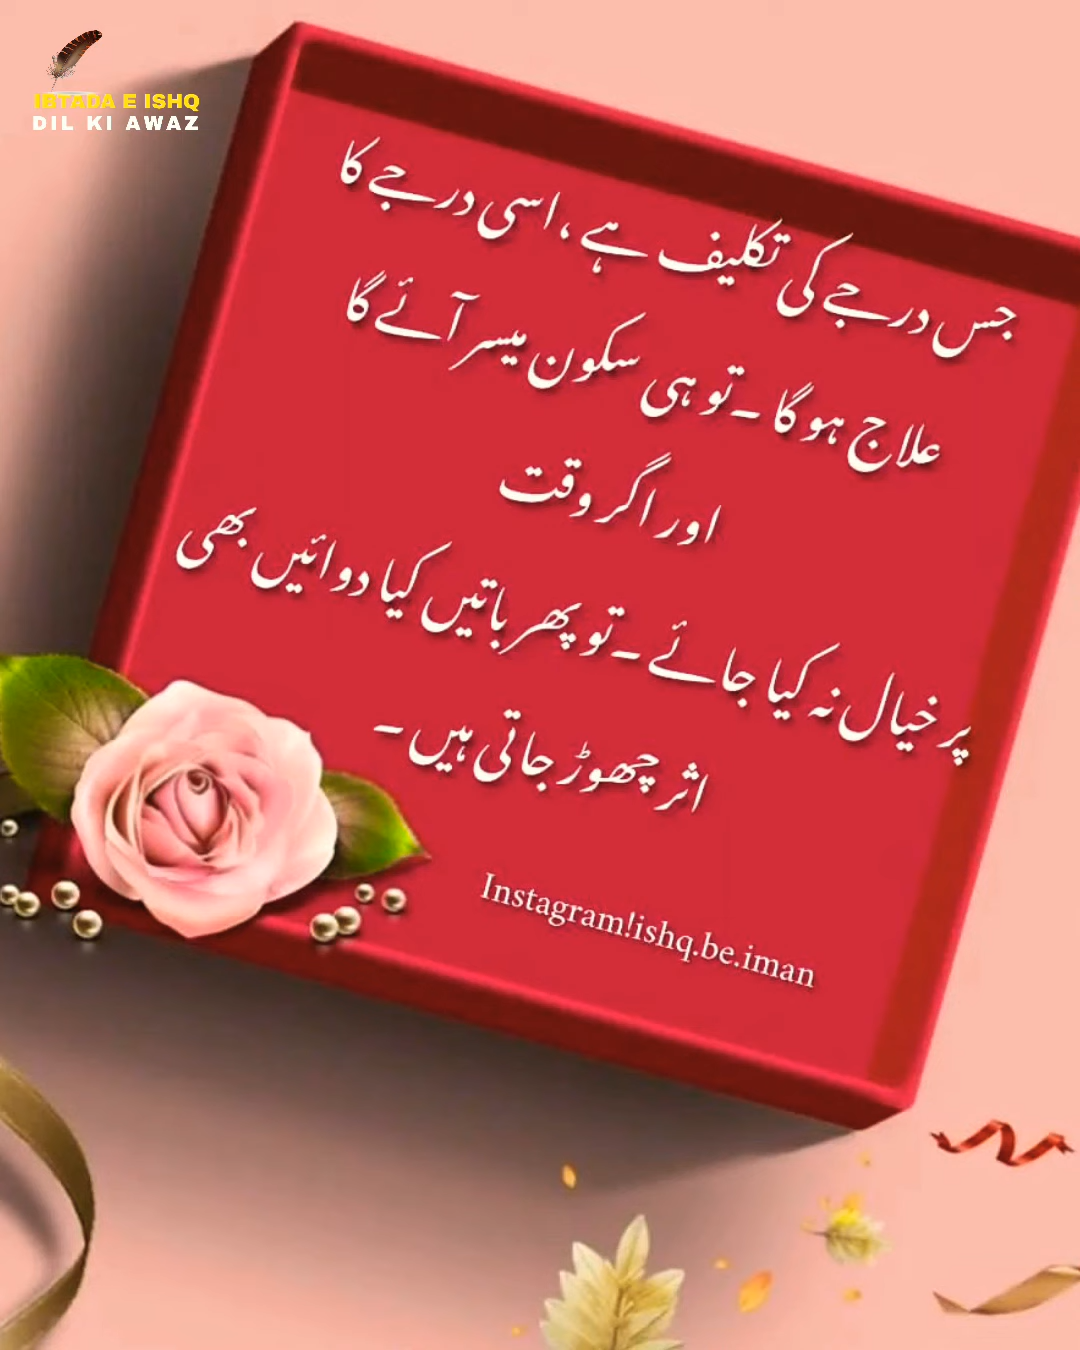 IBTADA E ISHQ
DIL KI AWAZ
جس درجے کی تکلیف ہے ، اسی درجے کا
علاج ہوگا ۔ تو ہی سکون میسر آئے گا
اور اگر وقت
پر خیال نہ کیا جائے ۔ تو پھر باتیں کیا دوائیں بھی
اثر چھوڑ جاتی ہیں ۔
Instagram!ishq.be.iman